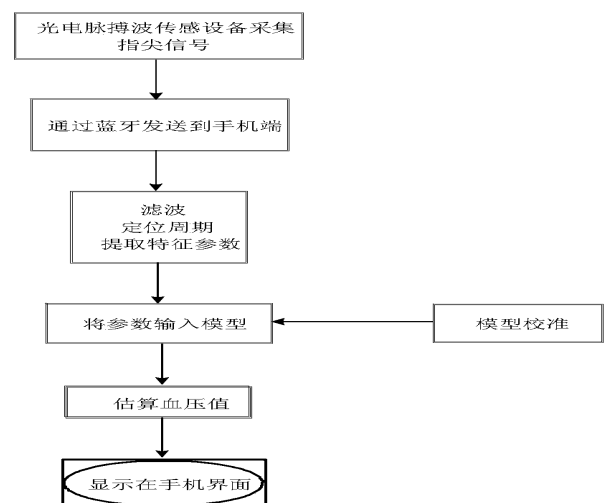 光电脉搏波传感设备采集
指尖信号
通过蓝牙发送到手机端
滤波
定位周期
提取特征参数
将参数输入模型
模型校准
估算血压值
显示在手机界面